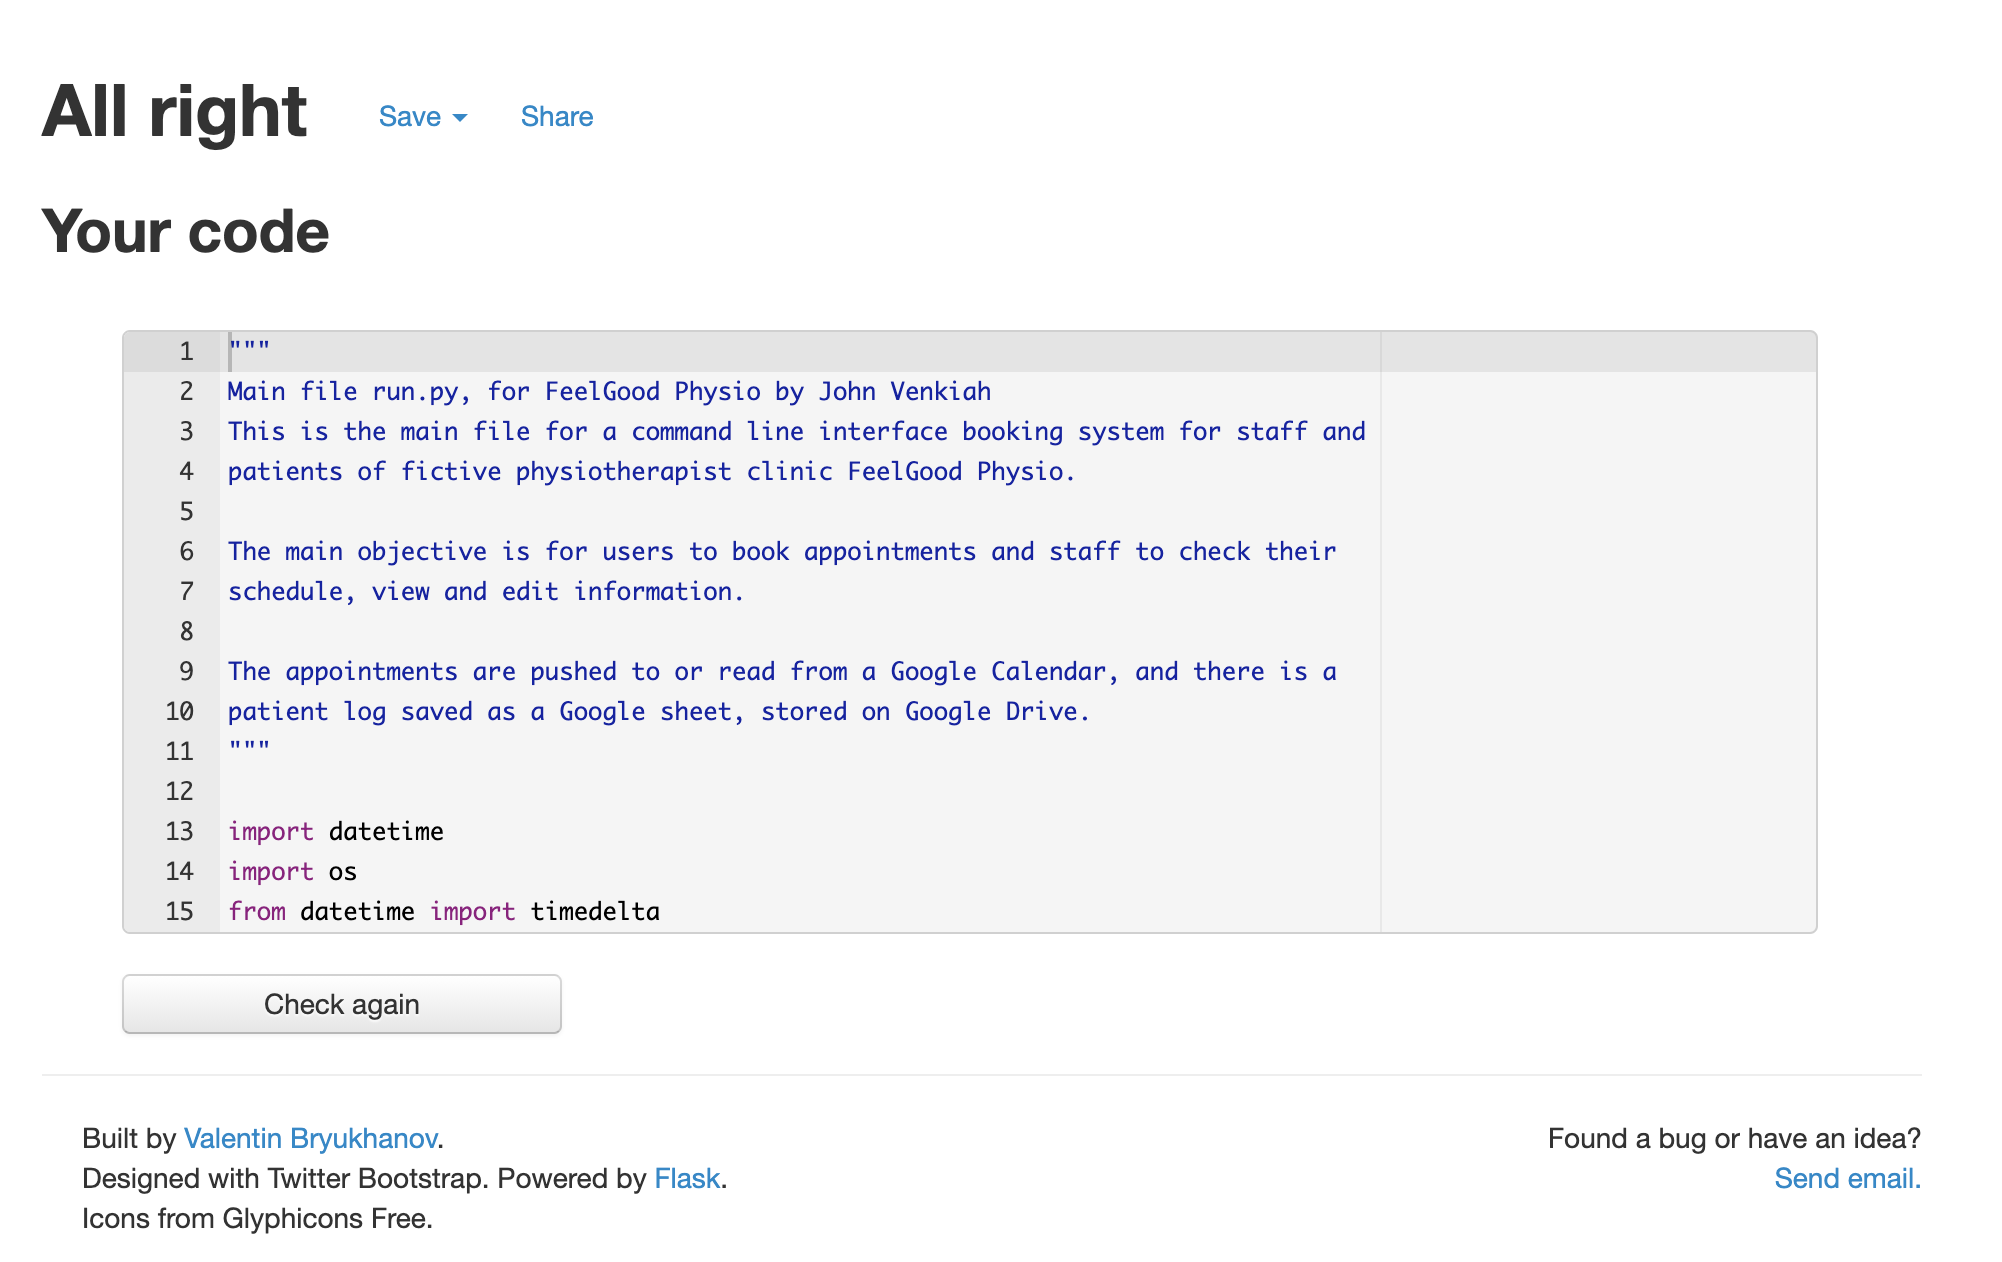 All right Save Share
Your code
1 """
2 Main file run.py, for FeelGood Physio by John Venkiah
3 This is the main file for a command line interface booking system for staff and
4 patients of fictive physiotherapist clinic FeelGood Physio.
5
6 The main objective is for users to book appointments and staff to check their
7 schedule, view and edit information.
8
9 The appointments are pushed to or read from a Google Calendar, and there is a
10 patient log saved as a Google sheet, stored on Google Drive.
11 """
12
13 import datetime
14 import os
15 from datetime import timedelta
Check again
Built by Valentin Bryukhanov.
Designed with Twitter Bootstrap. Powered by Flask.
Icons from Glyphicons Free.
Found a bug or have an idea?
Send email.